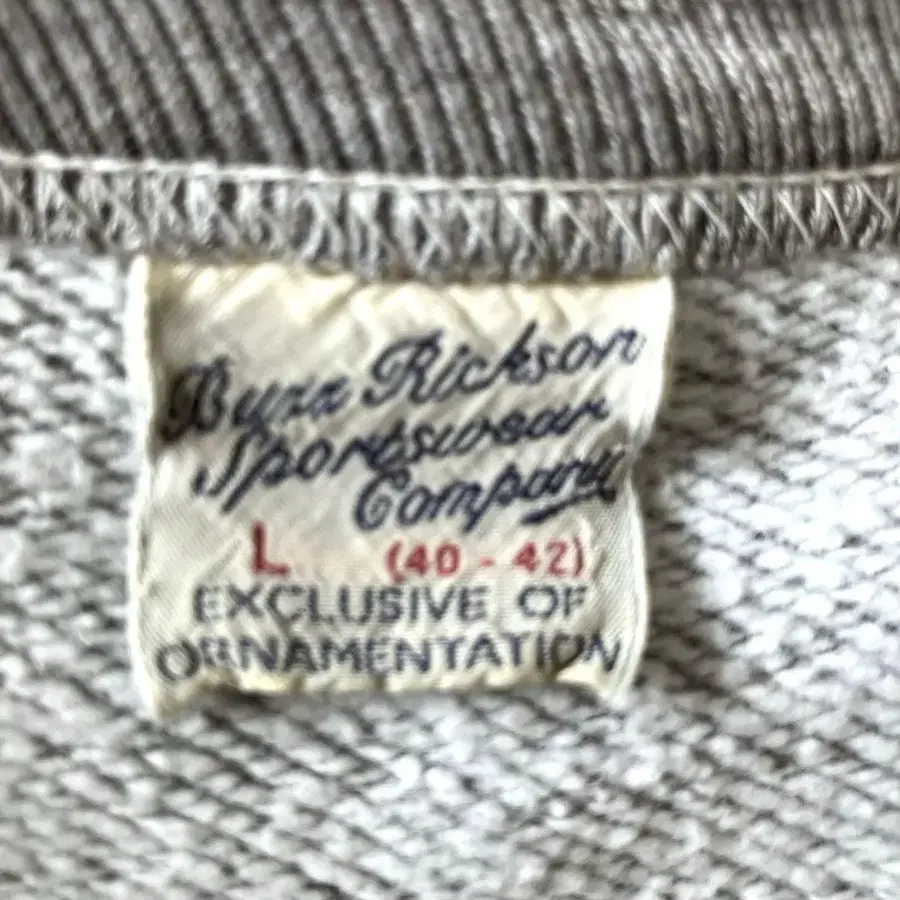 Buzz Rickson
Sportswear
Company
L (40 - 42)
EXCLUSIVE OF
ORNAMENTATION